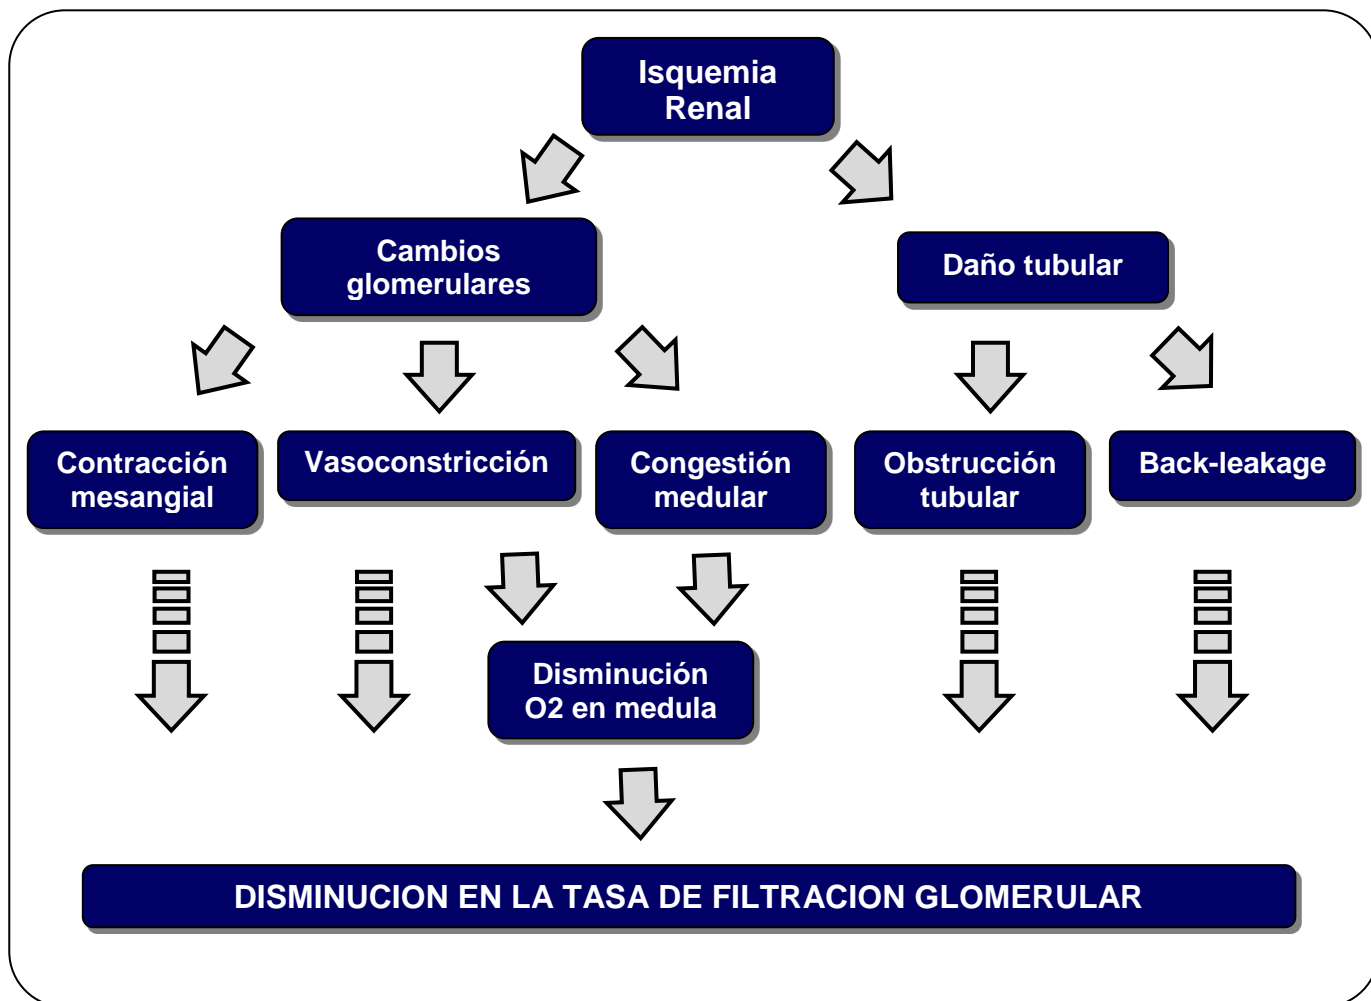 Isquemia
Renal
Cambios
glomerulares
Daño tubular
Contracción
mesangial
Vasoconstricción
Congestión
medular
Obstrucción
tubular
Back-leakage
Disminución
O2 en medula
DISMINUCION EN LA TASA DE FILTRACION GLOMERULAR